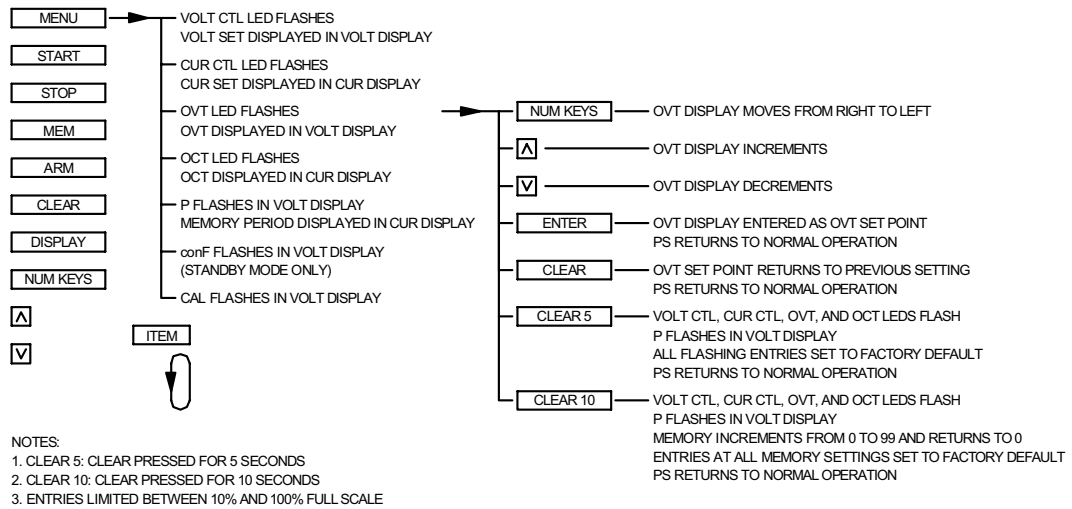 MENU
START
STOP
MEM
ARM
CLEAR
DISPLAY
NUM KEYS
VOLT CTL LED FLASHES
VOLT SET DISPLAYED IN VOLT DISPLAY
CUR CTL LED FLASHES
CUR SET DISPLAYED IN CUR DISPLAY
OVT LED FLASHES
OVT DISPLAYED IN VOLT DISPLAY
OCT LED FLASHES
OCT DISPLAYED IN CUR DISPLAY
P FLASHES IN VOLT DISPLAY
MEMORY PERIOD DISPLAYED IN CUR DISPLAY
conF FLASHES IN VOLT DISPLAY
(STANDBY MODE ONLY)
CAL FLASHES IN VOLT DISPLAY
ITEM
NUM KEYS
OVT DISPLAY MOVES FROM RIGHT TO LEFT
OVT DISPLAY INCREMENTS
OVT DISPLAY DECREMENTS
ENTER
OVT DISPLAY ENTERED AS OVT SET POINT
PS RETURNS TO NORMAL OPERATION
CLEAR
OVT SET POINT RETURNS TO PREVIOUS SETTING
PS RETURNS TO NORMAL OPERATION
CLEAR 5
VOLT CTL, CUR CTL, OVT, AND OCT LEDS FLASH
P FLASHES IN VOLT DISPLAY
ALL FLASHING ENTRIES SET TO FACTORY DEFAULT
PS RETURNS TO NORMAL OPERATION
CLEAR 10
VOLT CTL, CUR CTL, OVT, AND OCT LEDS FLASH
P FLASHES IN VOLT DISPLAY
MEMORY INCREMENTS FROM 0 TO 99 AND RETURNS TO 0
ENTRIES AT ALL MEMORY SETTINGS SET TO FACTORY DEFAULT
PS RETURNS TO NORMAL OPERATION
NOTES:
1. CLEAR 5: CLEAR PRESSED FOR 5 SECONDS
2. CLEAR 10: CLEAR PRESSED FOR 10 SECONDS
3. ENTRIES LIMITED BETWEEN 10% AND 100% FULL SCALE